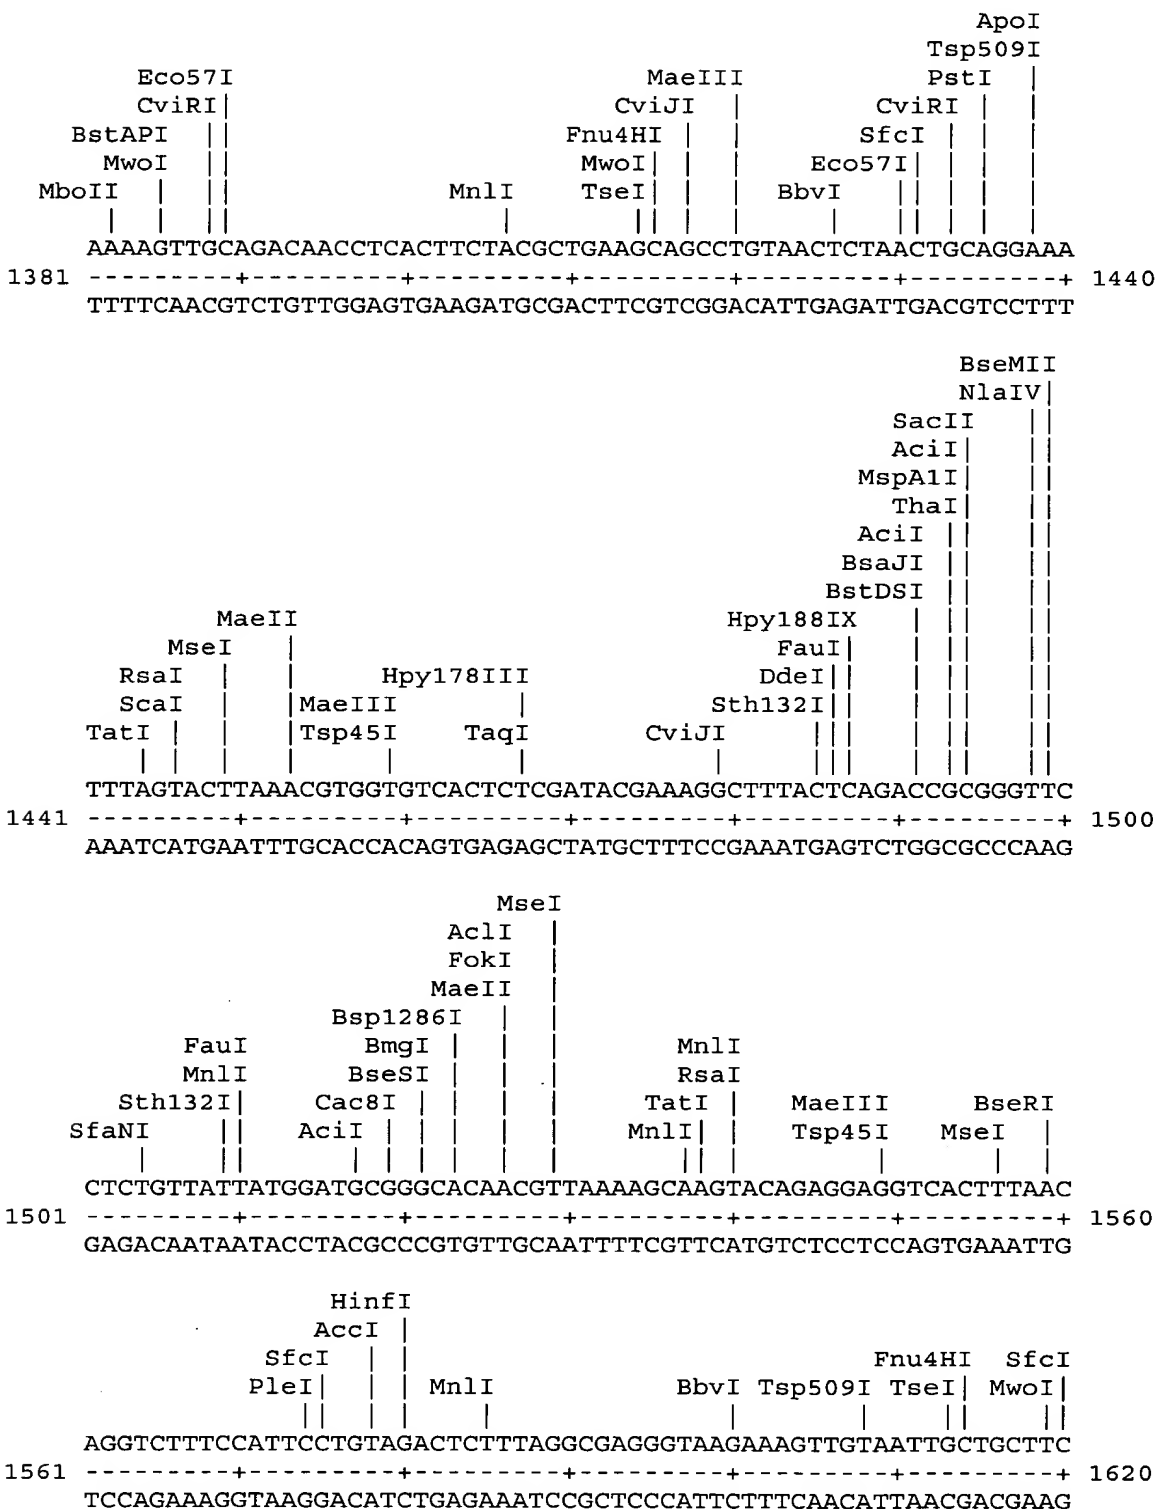 ApoI
Tsp509I
Eco57I MaeIII PstI
CviRI CviJI CviRI
BstAPI Fnu4HI SfcI
MwoI MwoI Eco57I
MboII MnlI TseI BbvI
AAAAGTTGCAGACAACCTCACTTCTACGCTGAAGCAGCCTGTAACTCTAACTGCAGGAAA
1381 ---------+---------+---------+---------+---------+---------+ 1440
TTTTCAACGTCTGTTGGAGTGAAGATGCGACTTCGTCGGACATTGAGATTGACGTCCTTT
BseMII
NlaIV
SacII
AciI
MspA1I
ThaI
AciI
BsaJI
BstDSI
MaeII Hpy188IX
MseI FauI
RsaI Hpy178III DdeI
ScaI MaeIII Sth132I
TatI Tsp45I TaqI CviJI
TTTAGTACTTAAACGTGGTGTCACTCTCGATACGAAAGGCTTTACTCAGACCGCGGGTTC
1441 ---------+---------+---------+---------+---------+---------+ 1500
AAATCATGAATTTGCACCACAGTGAGAGCTATGCTTTCCGAAATGAGTCTGGCGCCCAAG
MseI
AclI
FokI
MaeII
Bsp1286I
FauI BmgI MnlI
MnlI BseSI RsaI
Sth132I Cac8I TatI MaeIII BseRI
SfaNI AciI MnlI Tsp45I MseI
CTCTGTTATTATGGATGCGGGCACAACGTTAAAAGCAAGTACAGAGGAGGTCACTTTAAC
1501 ---------+---------+---------+---------+---------+---------+ 1560
GAGACAATAATACCTACGCCCGTGTTGCAATTTTCGTTCATGTCTCCTCCAGTGAAATTG
HinfI
AccI
SfcI Fnu4HI SfcI
PleI MnlI BbvI Tsp509I TseI MwoI
AGGTCTTTCCATTCCTGTAGACTCTTTAGGCGAGGGTAAGAAAGTTGTAATTGCTGCTTC
1561 ---------+---------+---------+---------+---------+---------+ 1620
TCCAGAAAGGTAAGGACATCTGAGAAATCCGCTCCCATTCTTTCAACATTAACGACGAAG